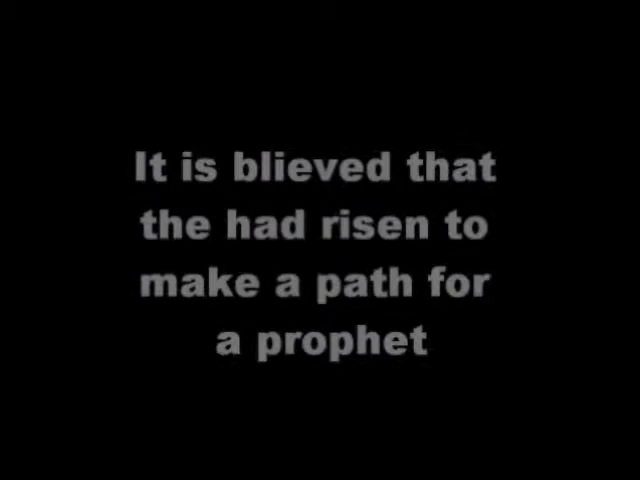 It is blieved that
the had risen to
make a path for
a prophet